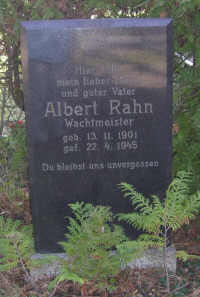 Hier
mein lieber
und guter Vater
Albert Rahn
Wachtmeister
geb. 13. 11. 1901
gef. 22. 4. 1945
Du bleibst uns unvergessen